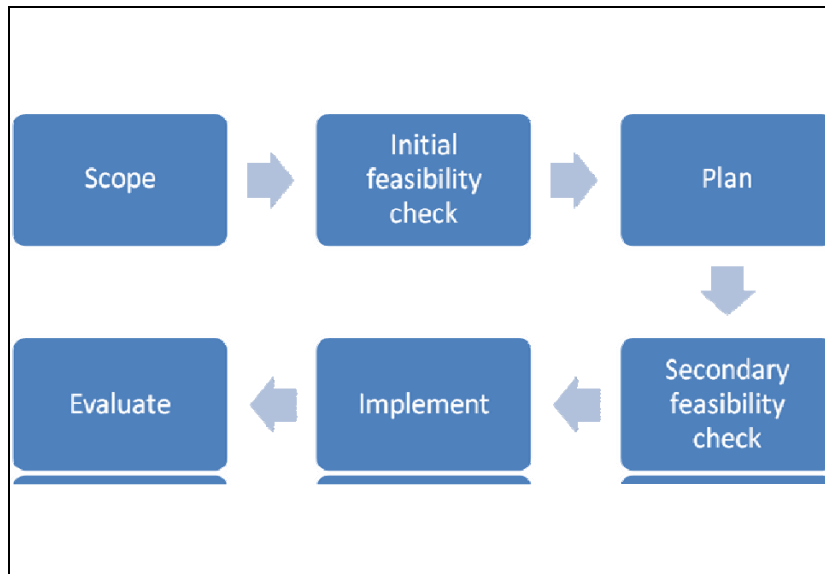 Scope
Initial
feasibility
check
Plan
Secondary
feasibility
check
Implement
Evaluate